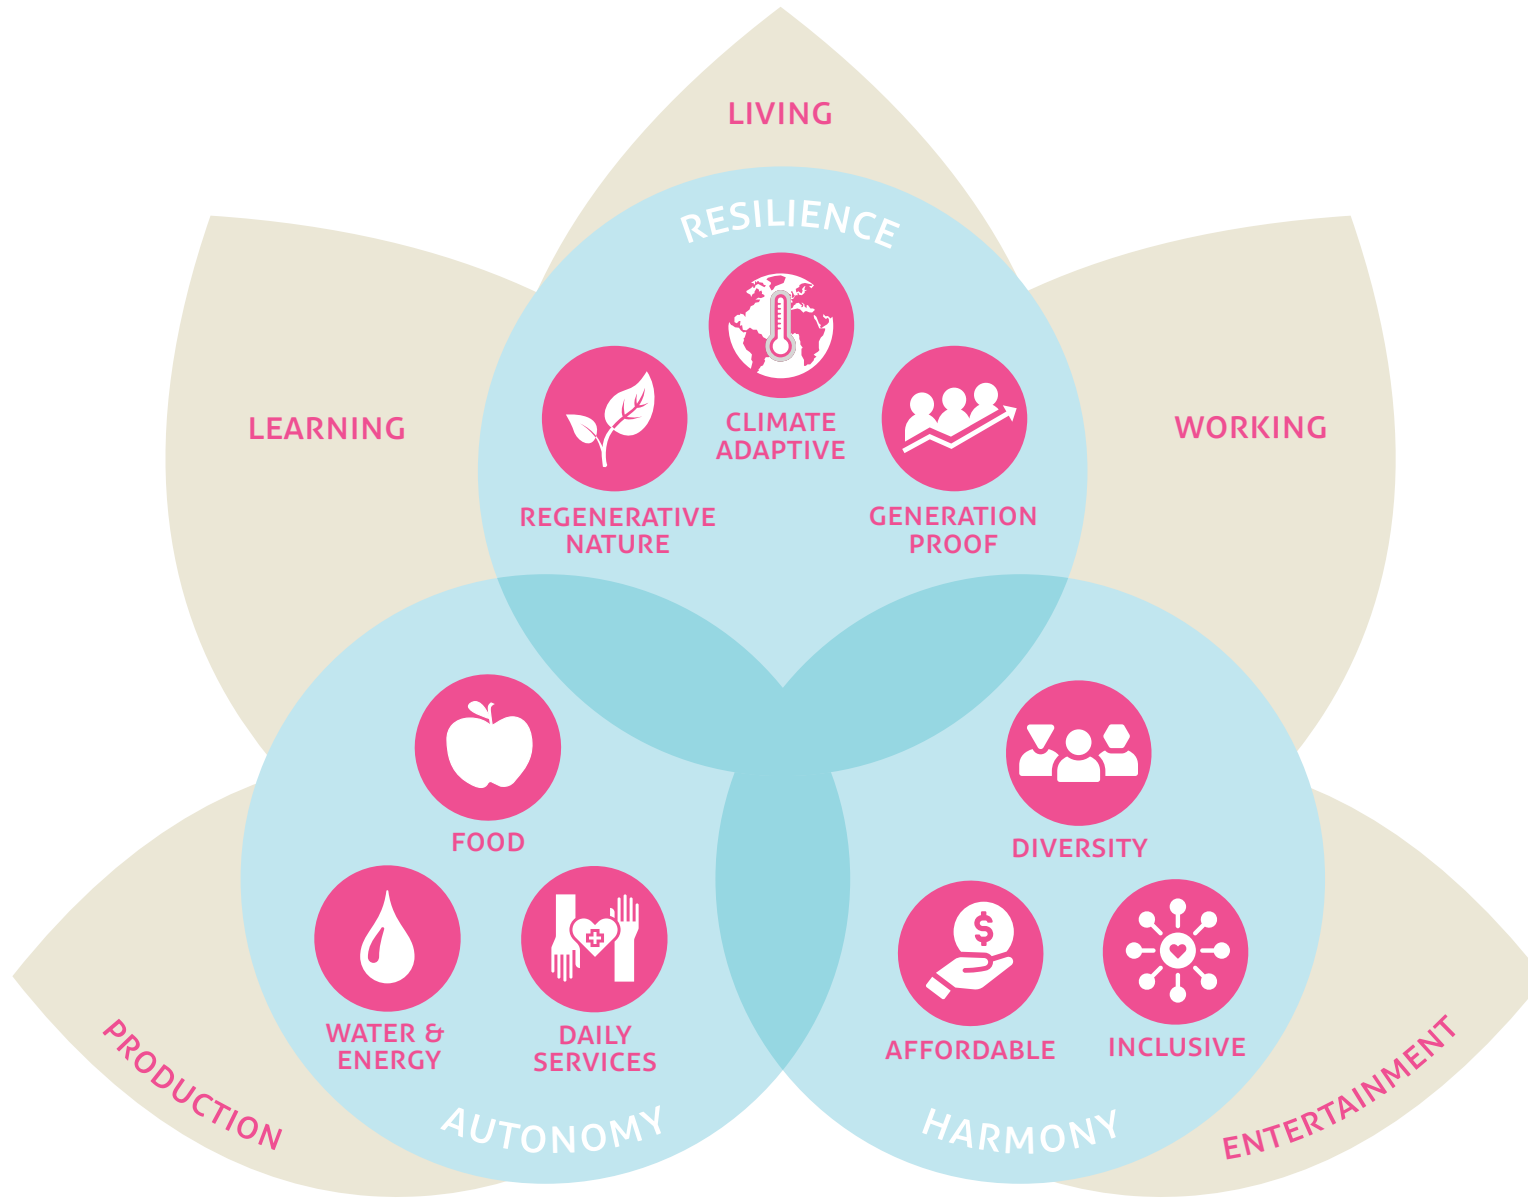 LIVING
RESILIENCE
LEARNING
WORKING
CLIMATE
ADAPTIVE
REGENERATIVE
NATURE
GENERATION
PROOF
FOOD
DIVERSITY
WATER &
ENERGY
DAILY
SERVICES
$
AFFORDABLE
INCLUSIVE
PRODUCTION
AUTONOMY
HARMONY
ENTERTAINMENT